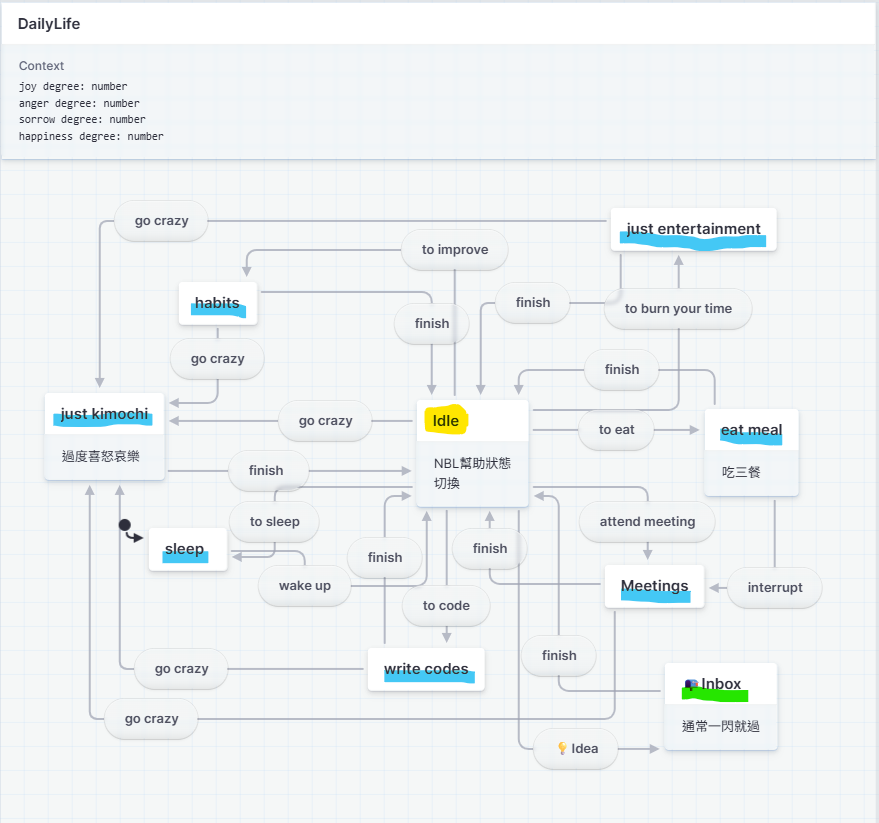 DailyLife
Context
joy degree: number
anger degree: number
sorrow degree: number
happiness degree: number
go crazy
just entertainment
to improve
habits
finish
to burn your time
finish
go crazy
finish
just kimochi
過度喜怒哀樂
go crazy
Idle
NBL幫助狀態
切換
to eat
eat meal
吃三餐
finish
to sleep
attend meeting
sleep
finish
finish
wake up
Meetings
interrupt
to code
go crazy
write codes
finish
📭Inbox
通常一閃就過
go crazy
💡Idea